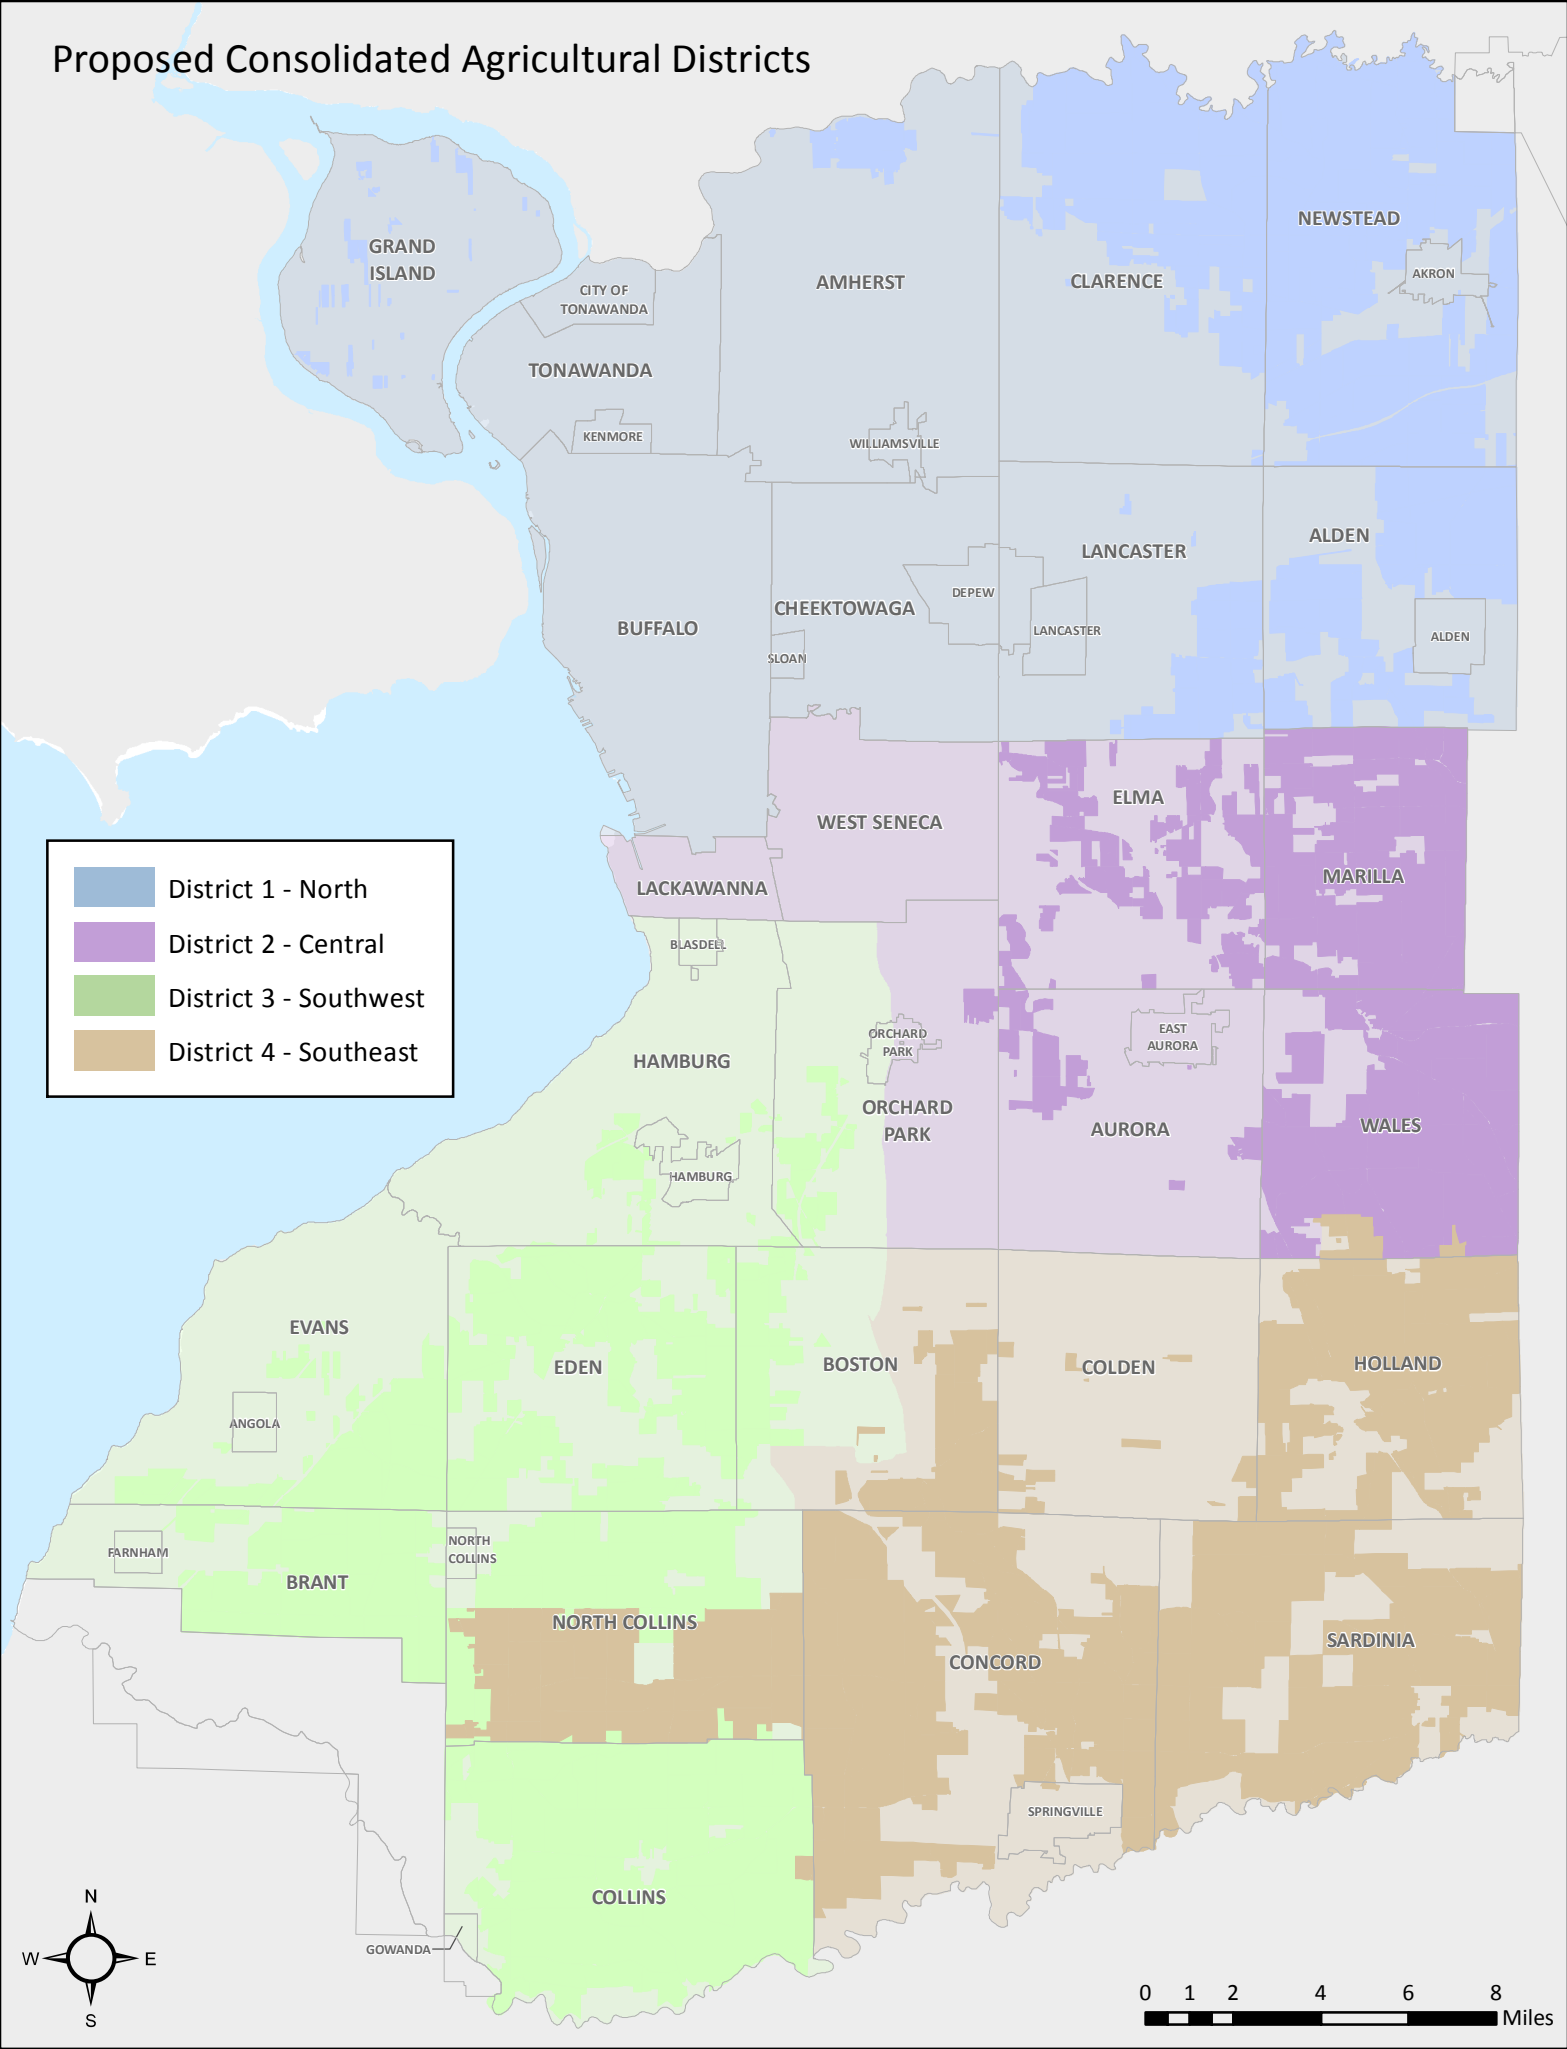 Proposed Consolidated Agricultural Districts
GRAND
ISLAND
CITY OF
TONAWANDA
TONAWANDA
KENMORE
AMHERST
WILLIAMSVILLE
CLARENCE
NEWSTEAD
AKRON
BUFFALO
CHEEKTOWAGA
SLOAN
DEPEW
LANCASTER
LANCASTER
ALDEN
ALDEN
WEST SENECA
LACKAWANNA
ELMA
MARILLA
District 1 - North
District 2 - Central
District 3 - Southwest
District 4 - Southeast
BLASDELL
HAMBURG
HAMBURG
ORCHARD
PARK
ORCHARD
PARK
EAST
AURORA
AURORA
WALES
EVANS
ANGOLA
EDEN
BOSTON
COLDEN
HOLLAND
FARNHAM
BRANT
NORTH
COLLINS
NORTH COLLINS
CONCORD
SARDINIA
SPRINGVILLE
COLLINS
GOWANDA
N
W
E
S
0 1 2 4 6 8
Miles